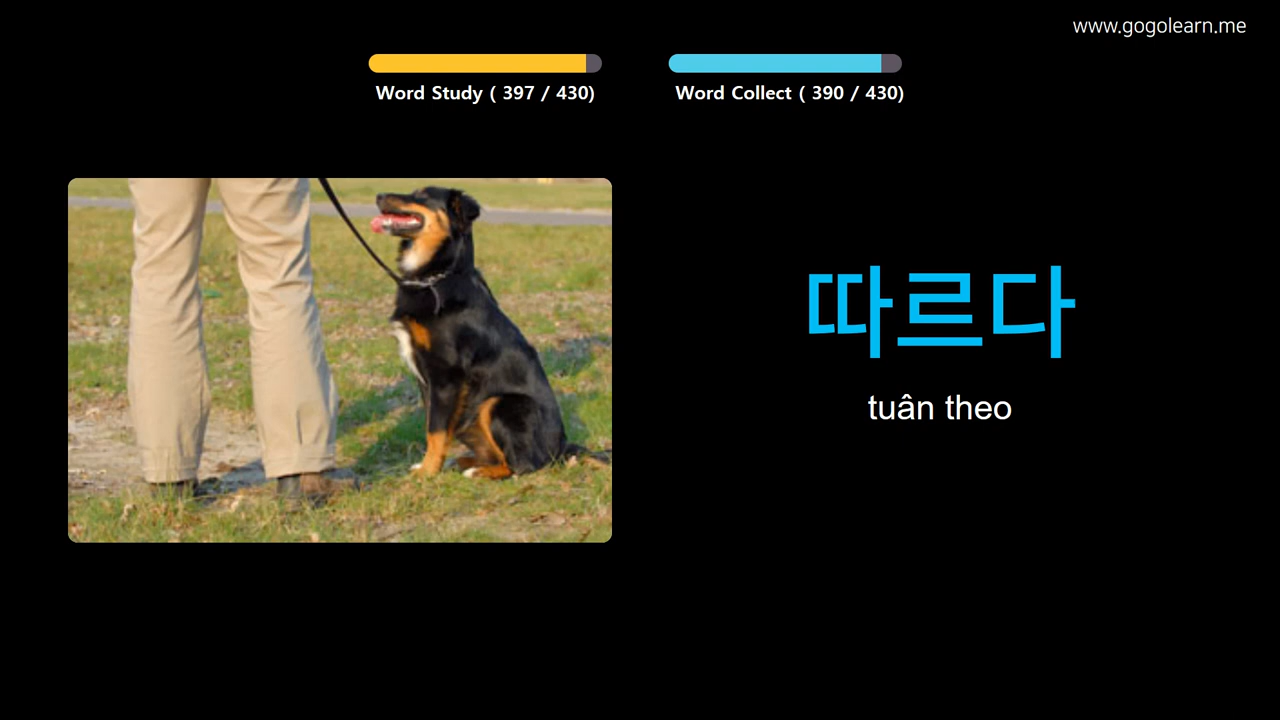 www.gogolearn.me
Word Study ( 397 / 430)
Word Collect ( 390 / 430)
따르다
tuân theo